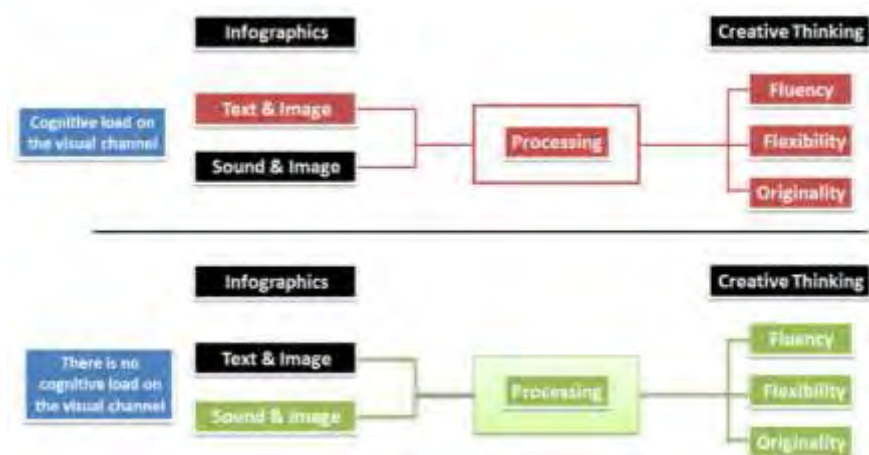 Infographics
Creative Thinking
Text & Image
Fluency
Cognitive load on
the visual channel
Processing
Flexibility
Sound & Image
Originality
Infographics
Creative Thinking
Text & Image
Fluency
There is no
cognitive load on
the visual channel
Processing
Flexibility
Sound & Image
Originality